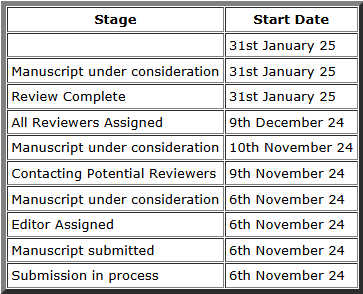 Stage Start Date
31st January 25
Manuscript under consideration 31st January 25
Review Complete 31st January 25
All Reviewers Assigned 9th December 24
Manuscript under consideration 10th November 24
Contacting Potential Reviewers 9th November 24
Manuscript under consideration 6th November 24
Editor Assigned 6th November 24
Manuscript submitted 6th November 24
Submission in process 6th November 24